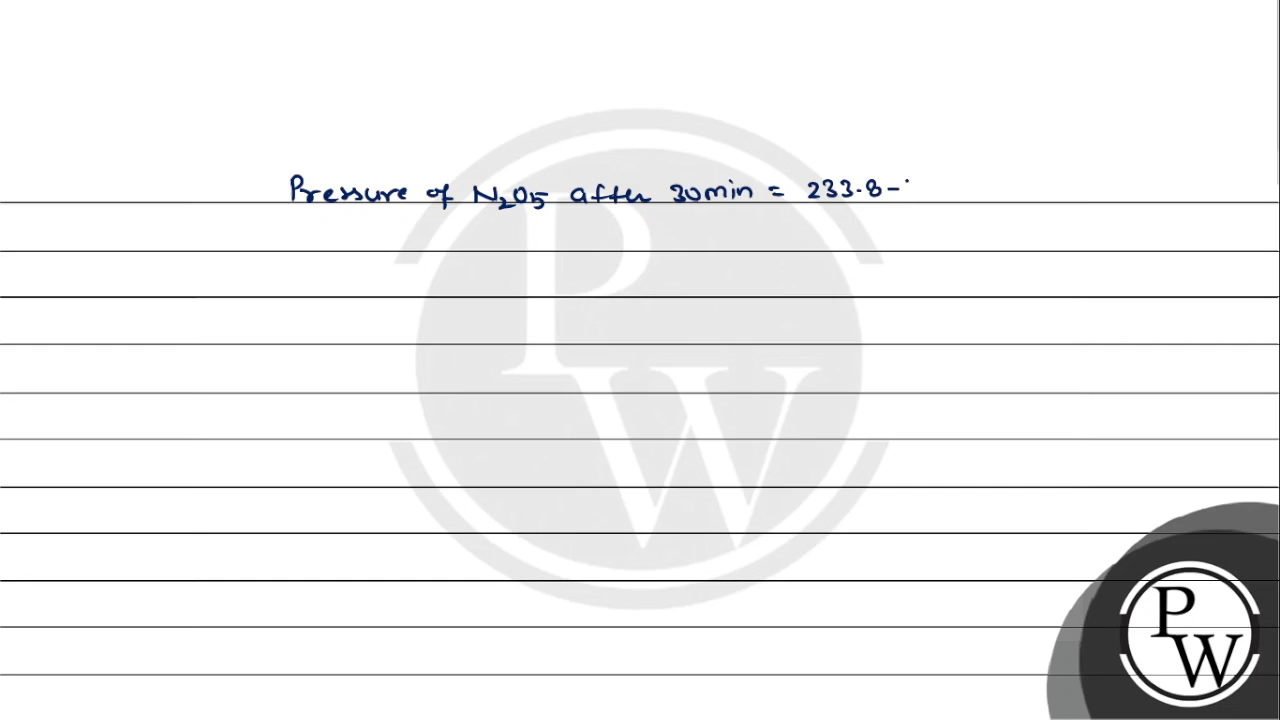 Pressure of N₂O₅ after 30min = 233.8-
P
W
P
W